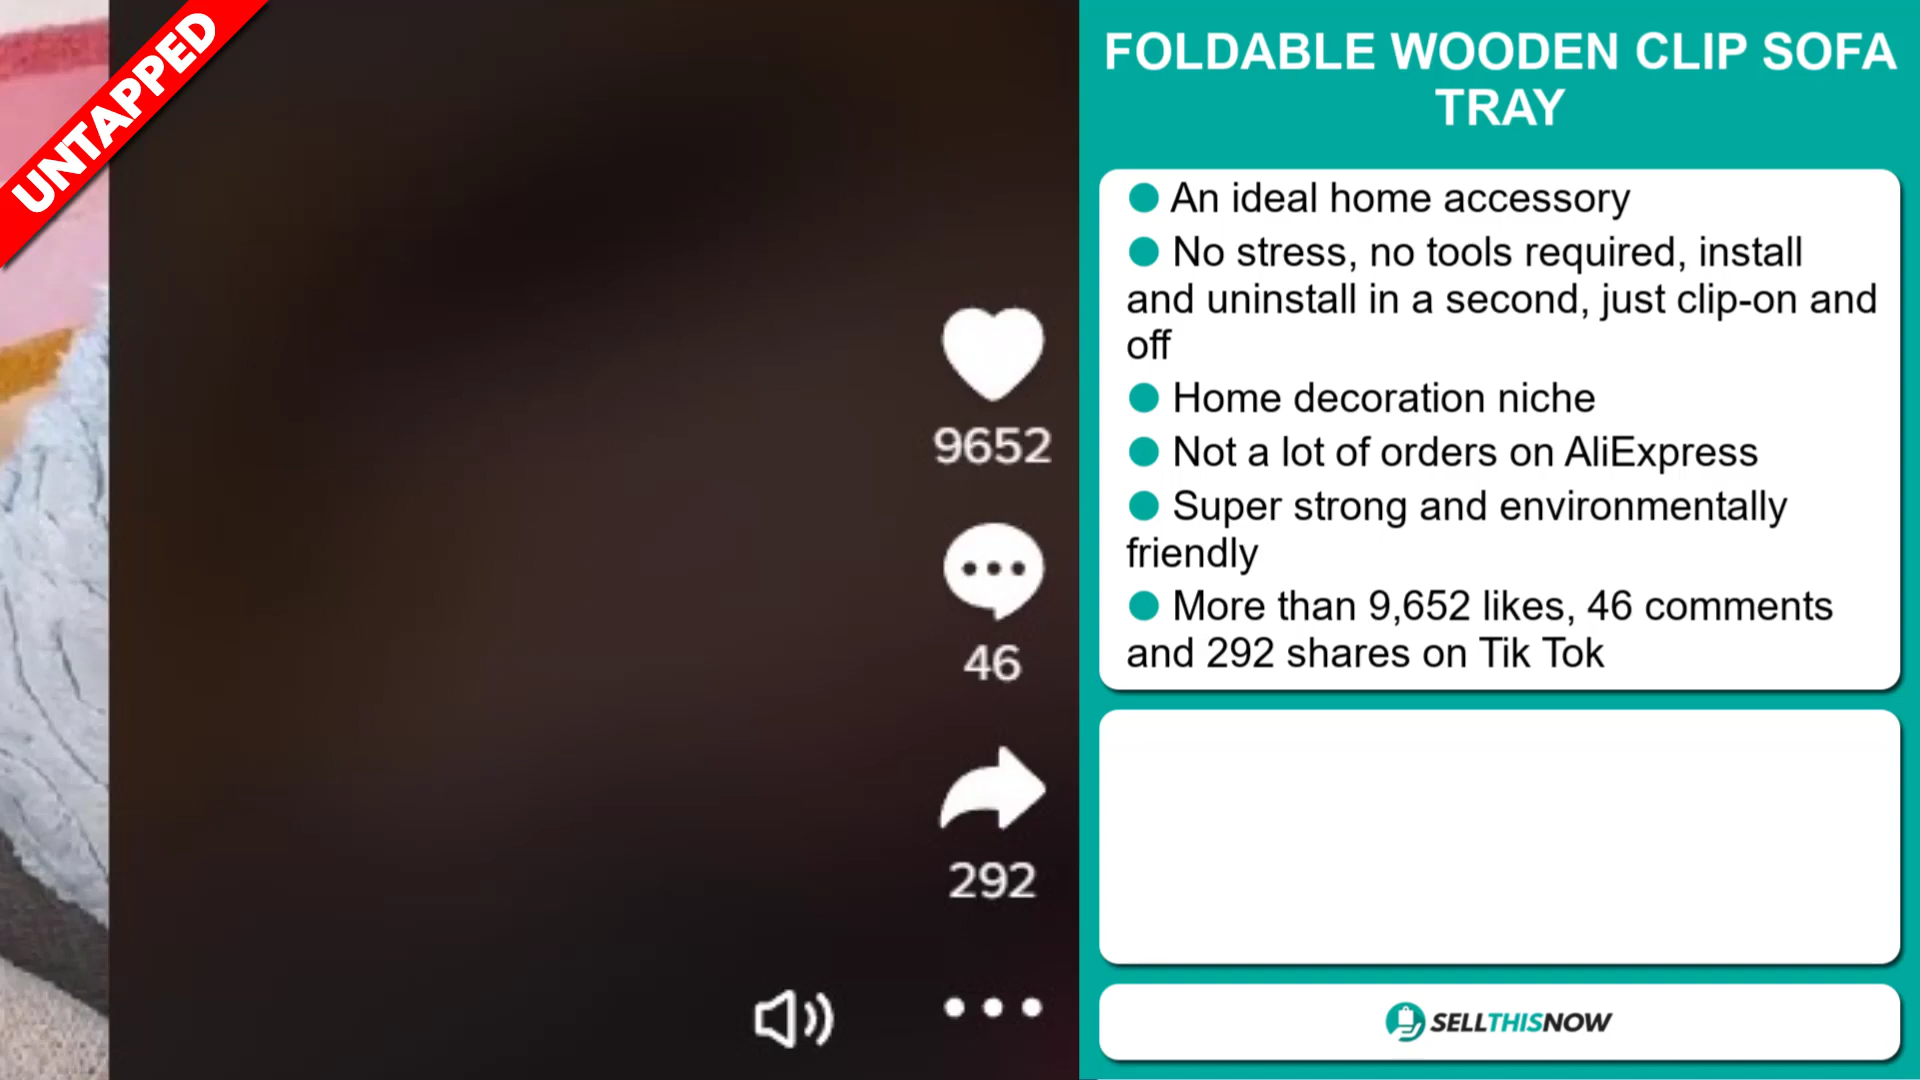 UNTAPPED
9652
46
292
FOLDABLE WOODEN CLIP SOFA
TRAY
● An ideal home accessory
● No stress, no tools required, install
and uninstall in a second, just clip-on and
off
● Home decoration niche
● Not a lot of orders on AliExpress
● Super strong and environmentally
friendly
● More than 9,652 likes, 46 comments
and 292 shares on Tik Tok
SELLTHISNOW